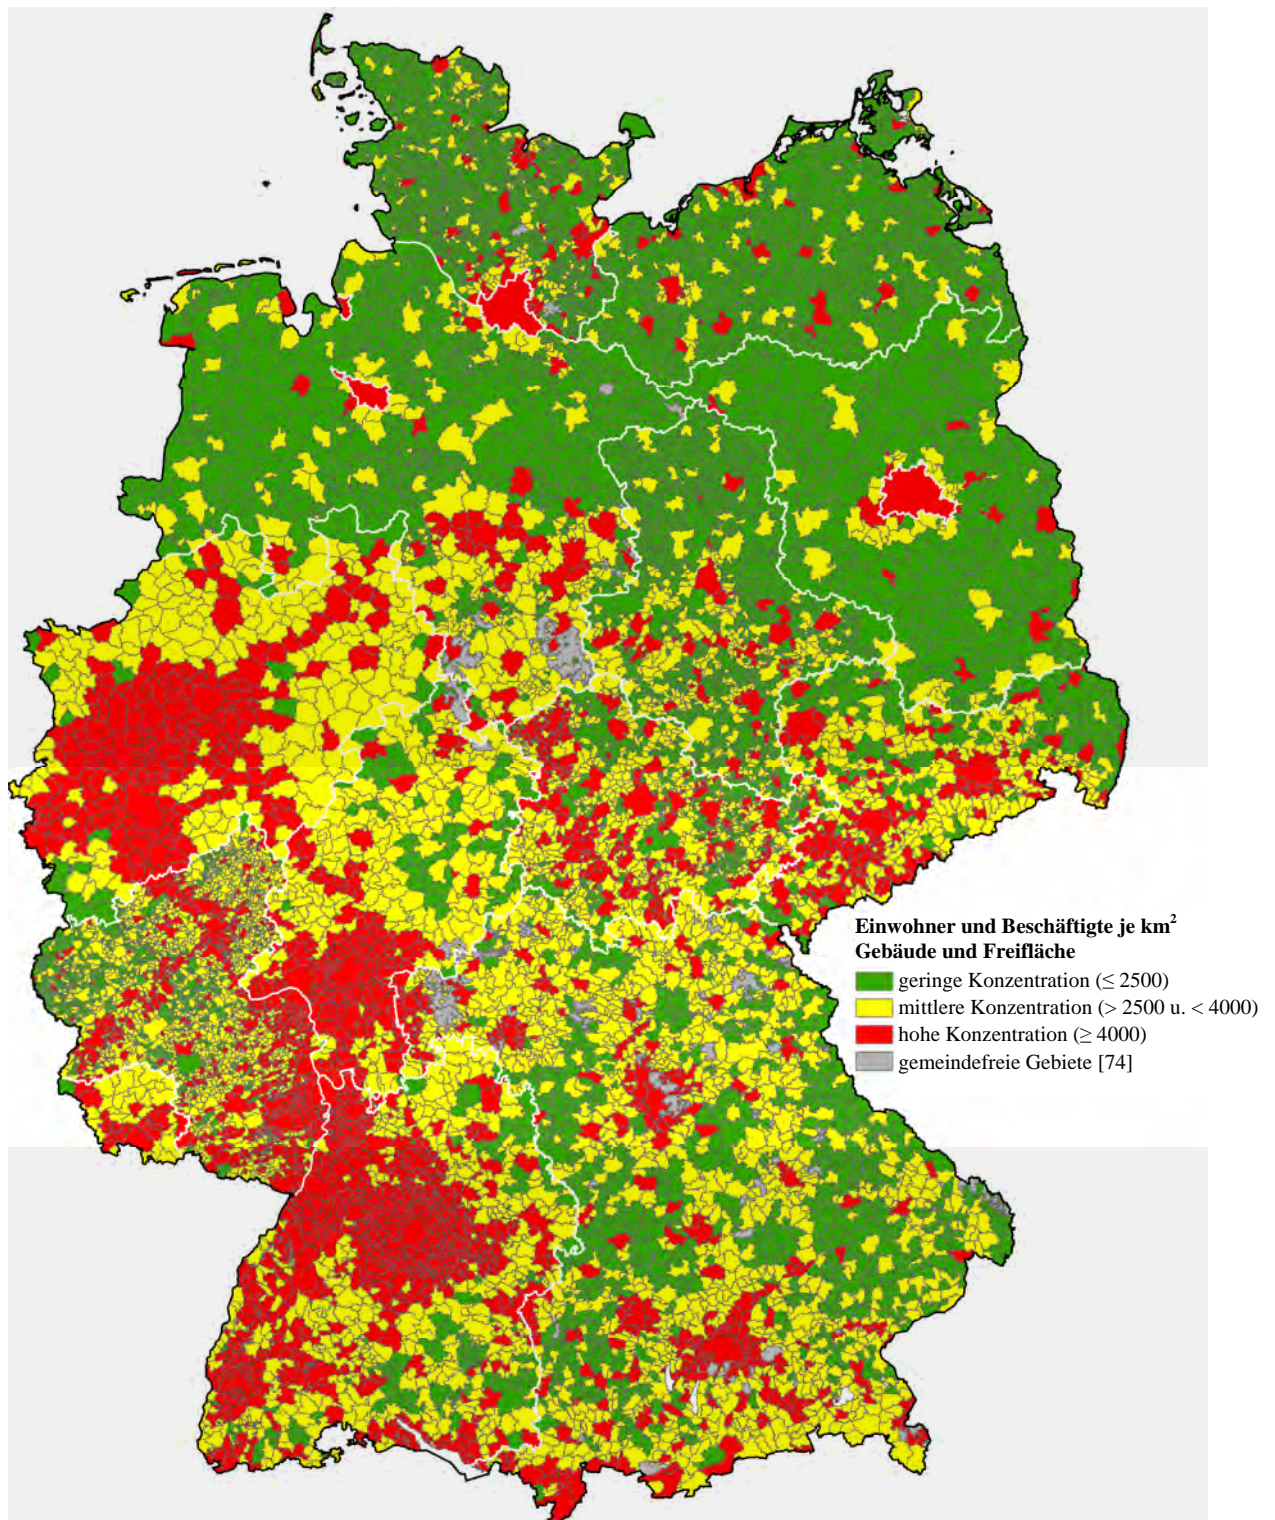 Einwohner und Beschäftigte je km²
Gebäude und Freifläche
geringe Konzentration (≤ 2500)
mittlere Konzentration (> 2500 u. < 4000)
hohe Konzentration (≥ 4000)
gemeindefreie Gebiete [74]